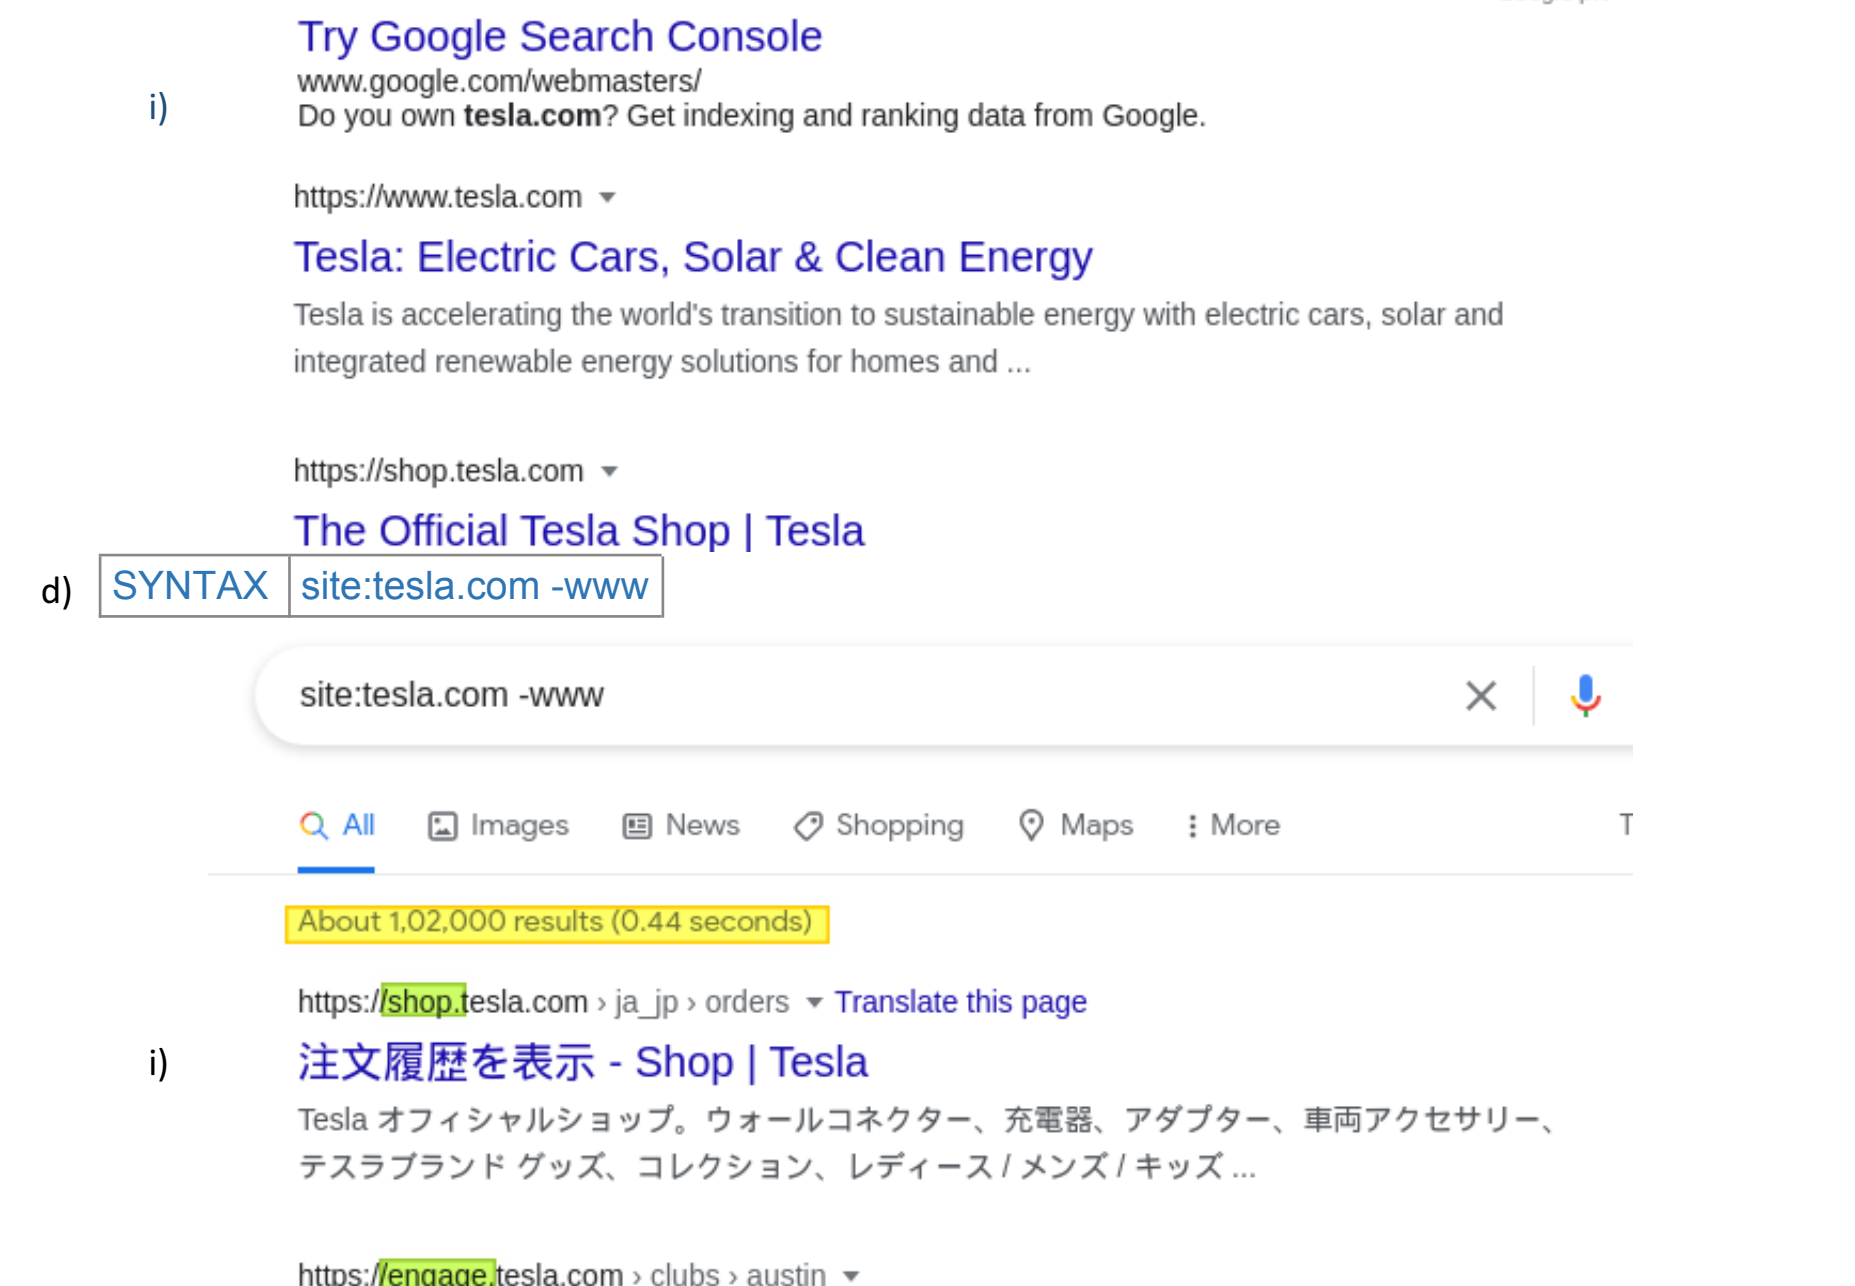 Try Google Search Console
www.google.com/webmasters/
i)
Do you own tesla.com? Get indexing and ranking data from Google.
https://www.tesla.com
Tesla: Electric Cars, Solar & Clean Energy
Tesla is accelerating the world's transition to sustainable energy with electric cars, solar and
integrated renewable energy solutions for homes and ...
https://shop.tesla.com
The Official Tesla Shop | Tesla
d) SYNTAX site:tesla.com -www
site:tesla.com -www
All Images News Shopping Maps More T
About 1,02,000 results (0.44 seconds)
https://shop.tesla.com › ja_jp › orders Translate this page
i) 注文履歴を表示 - Shop | Tesla
Tesla オフィシャルショップ。ウォールコネクター、充電器、アダプター、車両アクセサリー、
テスラブランド グッズ、コレクション、レディース / メンズ / キッズ ...
https://engage.tesla.com › clubs › austin